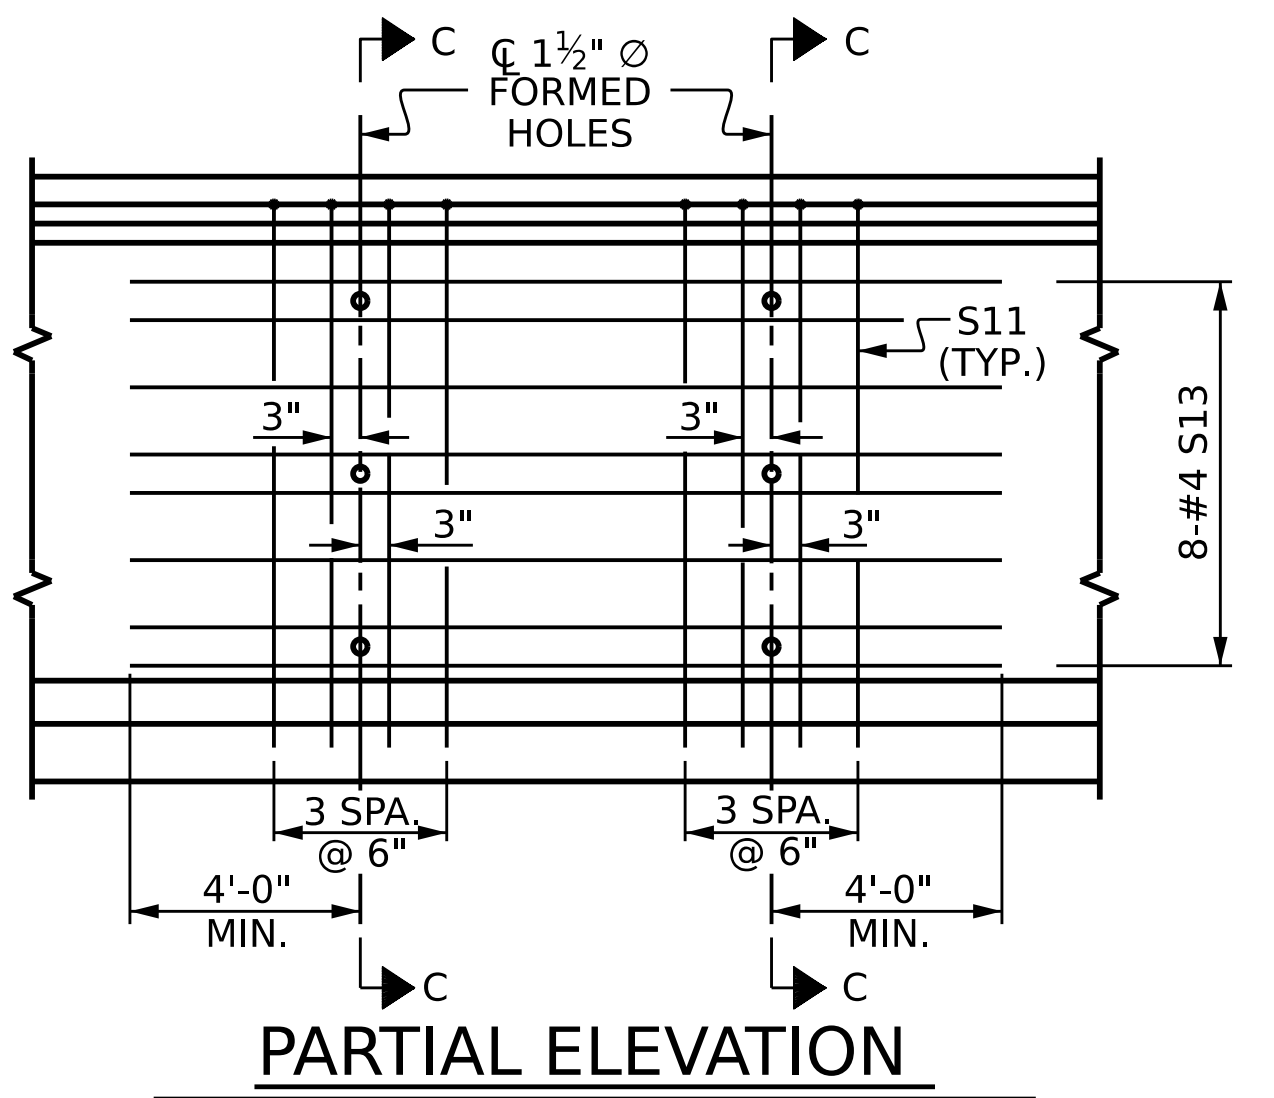 C
C
℄ 1½" ∅
FORMED
HOLES
S11
(TYP.)
3"
3"
8-#4 S13
3"
3"
3 SPA.
@ 6"
3 SPA.
@ 6"
4'-0"
MIN.
4'-0"
MIN.
C
C
PARTIAL ELEVATION